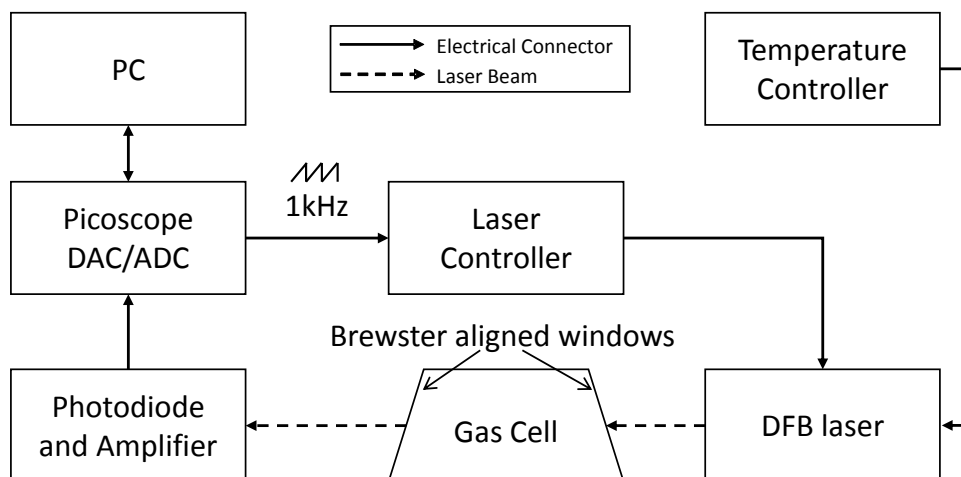 PC
Electrical Connector
Laser Beam
Temperature
Controller
Picoscope
DAC/ADC
1kHz
Laser
Controller
Brewster aligned windows
Photodiode
and Amplifier
Gas Cell
DFB laser